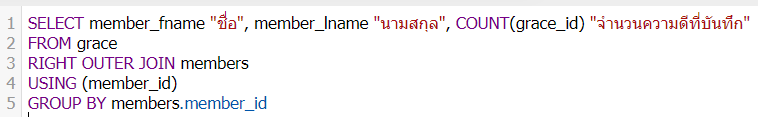 1 SELECT member_fname "ชื่อ", member_lname "นามสกุล", COUNT(grace_id) "จำนวนความดีที่บันทึก"
2 FROM grace
3 RIGHT OUTER JOIN members
4 USING (member_id)
5 GROUP BY members.member_id